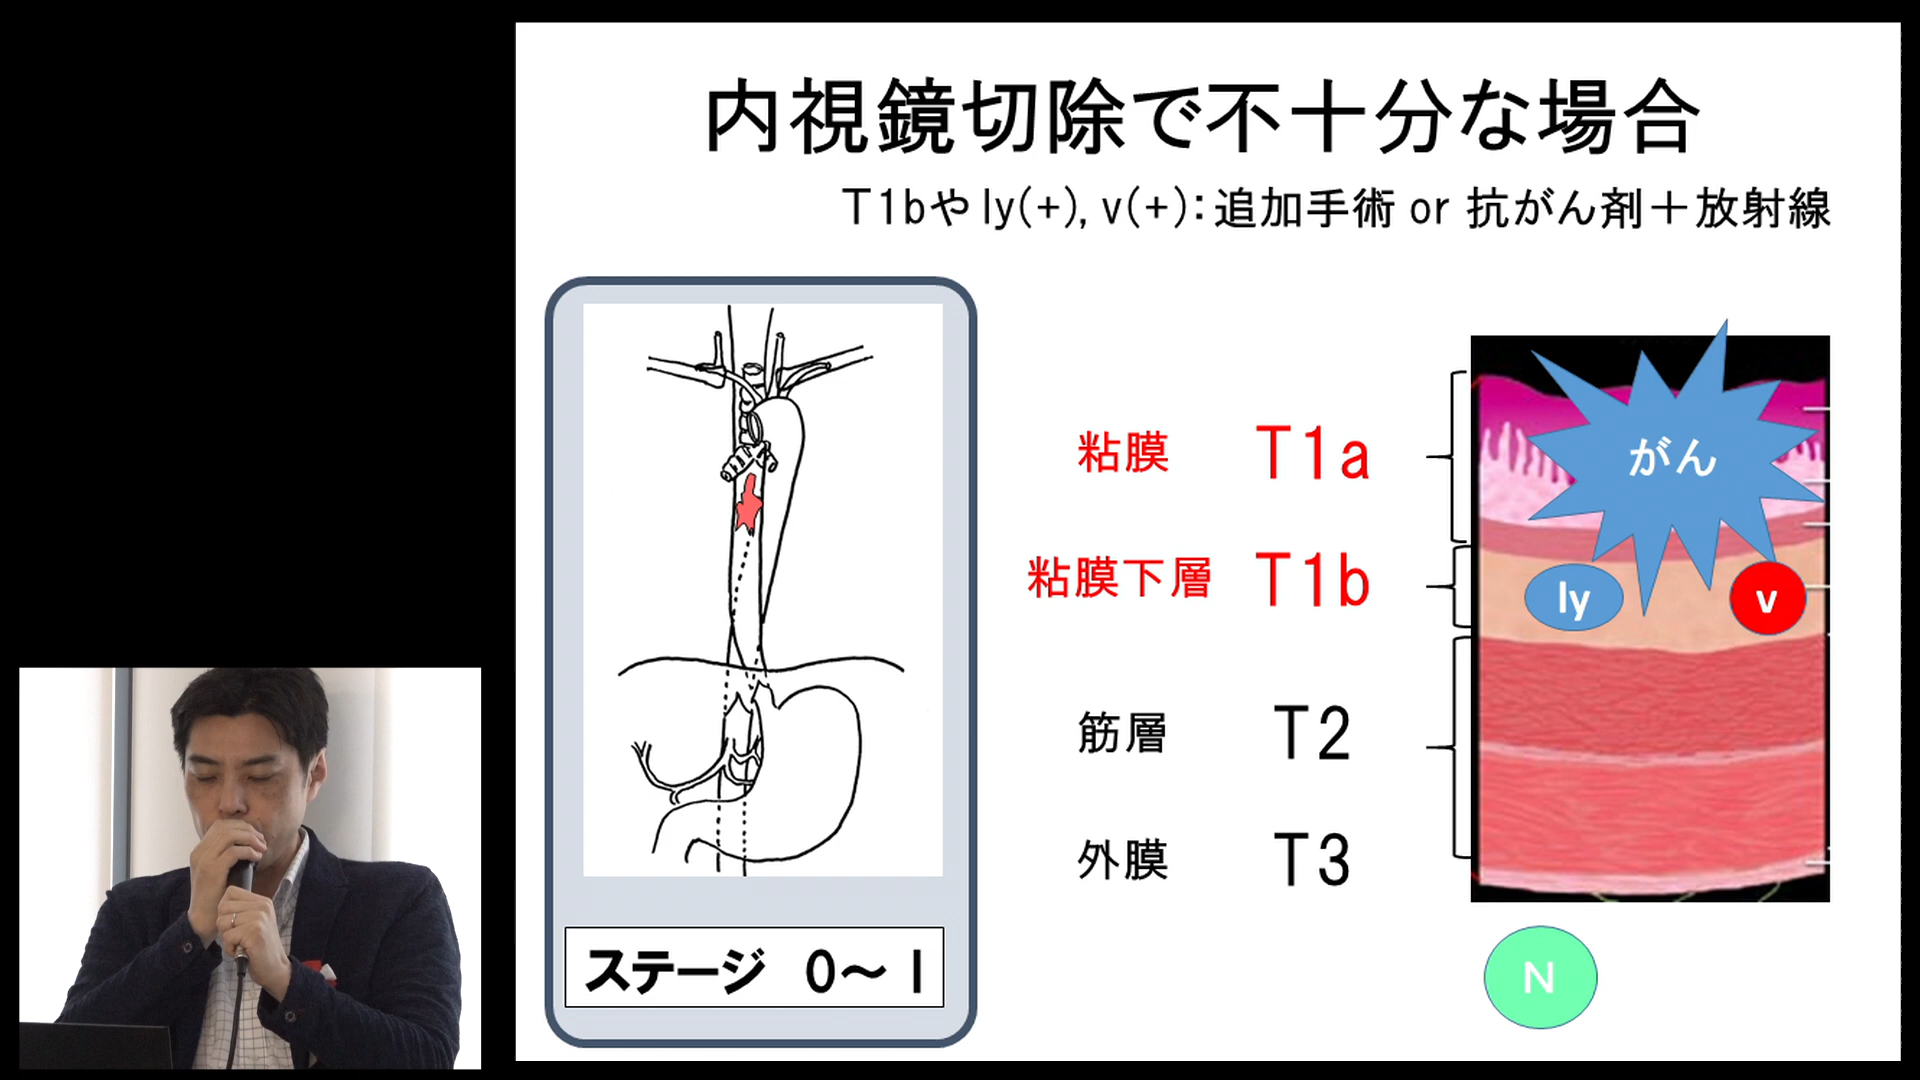 内視鏡切除で不十分な場合
T1bや ly(+), v(+):追加手術 or 抗がん剤＋放射線
粘膜 T1a
がん
粘膜下層 T1b
ly
v
筋層 T2
外膜 T3
ステージ 0～Ⅰ
N